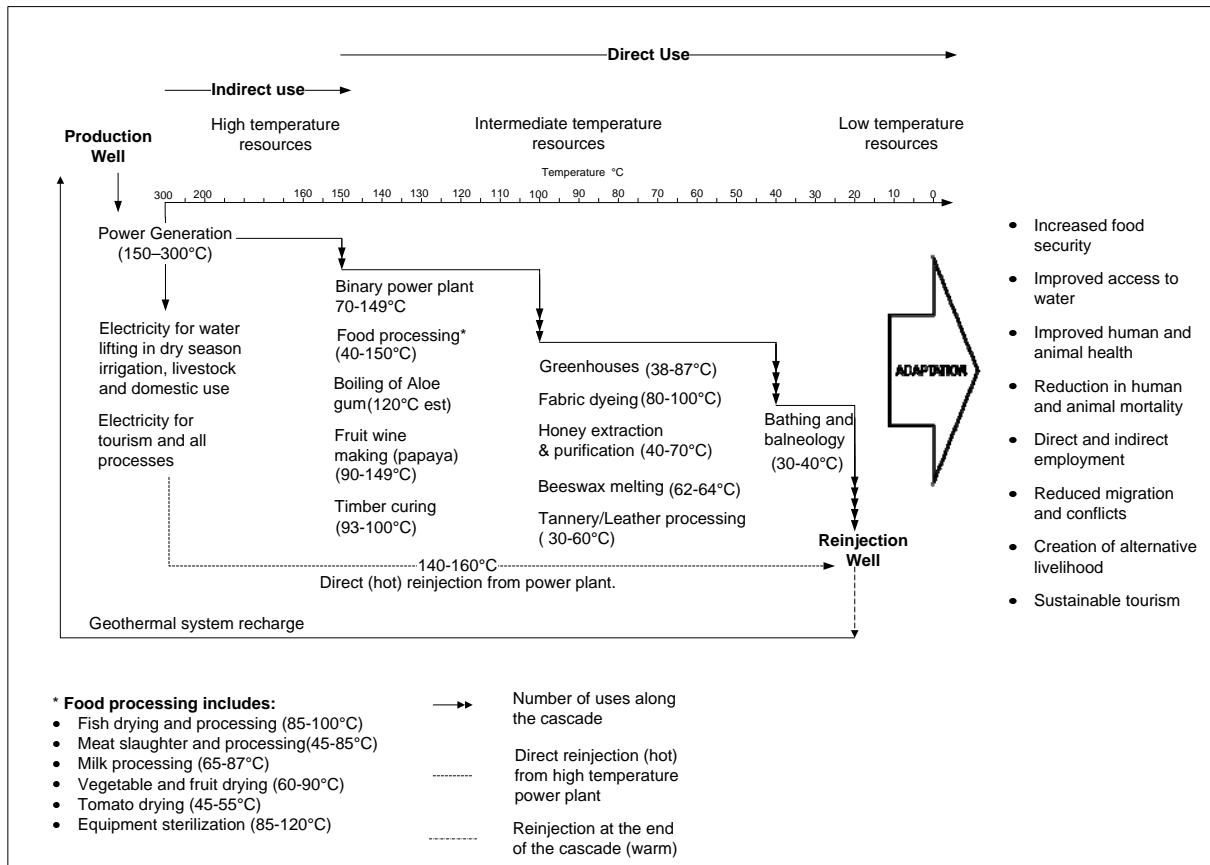 Direct Use
Indirect use
High temperature
resources
Intermediate temperature
resources
Low temperature
resources
Production
Well
Temperature °C
300 200 160 150 140 130 120 110 100 90 80 70 60 50 40 30 20 10 0
Power Generation
(150–300°C)
Electricity for water
lifting in dry season
irrigation, livestock
and domestic use
Electricity for
tourism and all
processes
Binary power plant
70-149°C
Food processing*
(40-150°C)
Boiling of Aloe
gum(120°C est)
Fruit wine
making (papaya)
(90-149°C)
Timber curing
(93-100°C)
Greenhouses (38-87°C)
Fabric dyeing (80-100°C)
Honey extraction
& purification (40-70°C)
Beeswax melting (62-64°C)
Tannery/Leather processing
( 30-60°C)
Bathing and
balneology
(30-40°C)
Reinjection
Well
140-160°C
Direct (hot) reinjection from power plant.
Geothermal system recharge
ADAPTATION
• Increased food
security
• Improved access to
water
• Improved human and
animal health
• Reduction in human
and animal mortality
• Direct and indirect
employment
• Reduced migration
and conflicts
• Creation of alternative
livelihood
• Sustainable tourism
* Food processing includes:
• Fish drying and processing (85-100°C)
• Meat slaughter and processing(45-85°C)
• Milk processing (65-87°C)
• Vegetable and fruit drying (60-90°C)
• Tomato drying (45-55°C)
• Equipment sterilization (85-120°C)
Number of uses along
the cascade
Direct reinjection (hot)
from high temperature
power plant
Reinjection at the end
of the cascade (warm)